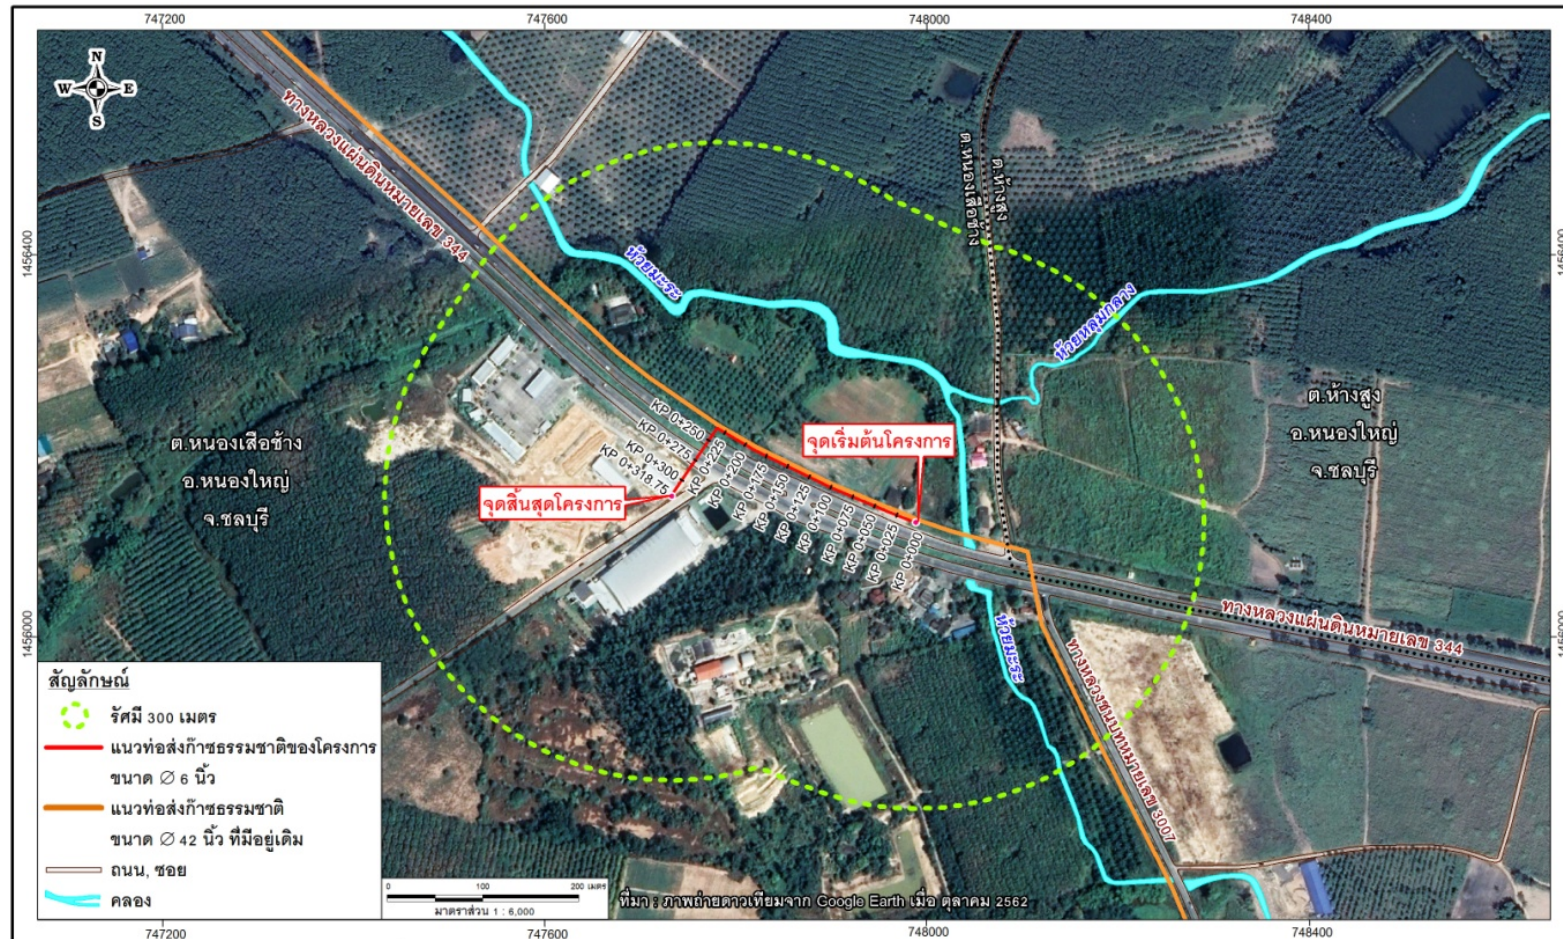 747200
747600
748000
748400
N
W
E
S
1456400
1456400
1456000
1456000
ทางหลวงแผ่นดินหมายเลข 344
ต.หนองเสือช้าง
ต.ห้างสูง
ห้วยมะระ
ห้วยหลุมกลาง
ต.หนองเสือช้าง
อ.หนองใหญ่
จ.ชลบุรี
ต.ห้างสูง
อ.หนองใหญ่
จ.ชลบุรี
จุดเริ่มต้นโครงการ
จุดสิ้นสุดโครงการ
KP 0+250
KP 0+275
KP 0+300
KP 0+318.75
KP 0+225
KP 0+200
KP 0+175
KP 0+150
KP 0+125
KP 0+100
KP 0+075
KP 0+050
KP 0+025
KP 0+000
ห้วยมะระ
ทางหลวงแผ่นดินหมายเลข 344
ทางหลวงชนบทหมายเลข 3007
สัญลักษณ์
รัศมี 300 เมตร
แนวท่อส่งก๊าซธรรมชาติของโครงการ
ขนาด ∅ 6 นิ้ว
แนวท่อส่งก๊าซธรรมชาติ
ขนาด ∅ 42 นิ้ว ที่มีอยู่เดิม
ถนน, ซอย
คลอง
0 100 200 เมตร
มาตราส่วน 1 : 6,000
ที่มา : ภาพถ่ายดาวเทียมจาก Google Earth เมื่อ ตุลาคม 2562
747200
747600
748000
748400